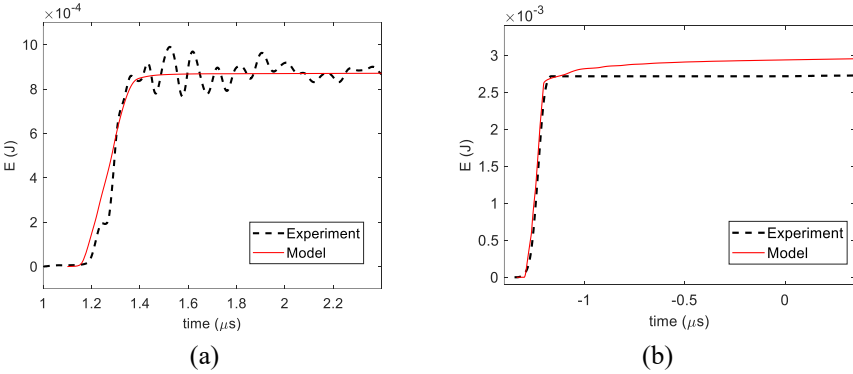 ×10⁻⁴
10
8
6
4
2
0
E (J)
1
1.2
1.4
1.6
1.8
2
2.2
time (μs)
Experiment
Model
(a)
×10⁻³
3
2.5
2
1.5
1
0.5
0
E (J)
-1
-0.5
0
time (μs)
Experiment
Model
(b)